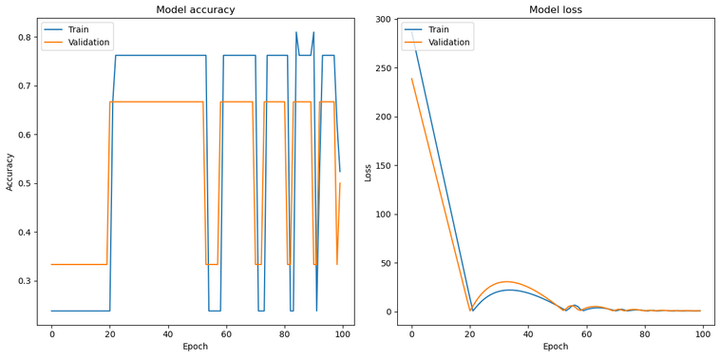 Model accuracy
Train
Validation
0.8
0.7
0.6
0.5
0.4
0.3
Accuracy
0
20
40
60
80
100
Epoch
Model loss
Train
Validation
300
250
200
150
100
50
0
Loss
0
20
40
60
80
100
Epoch